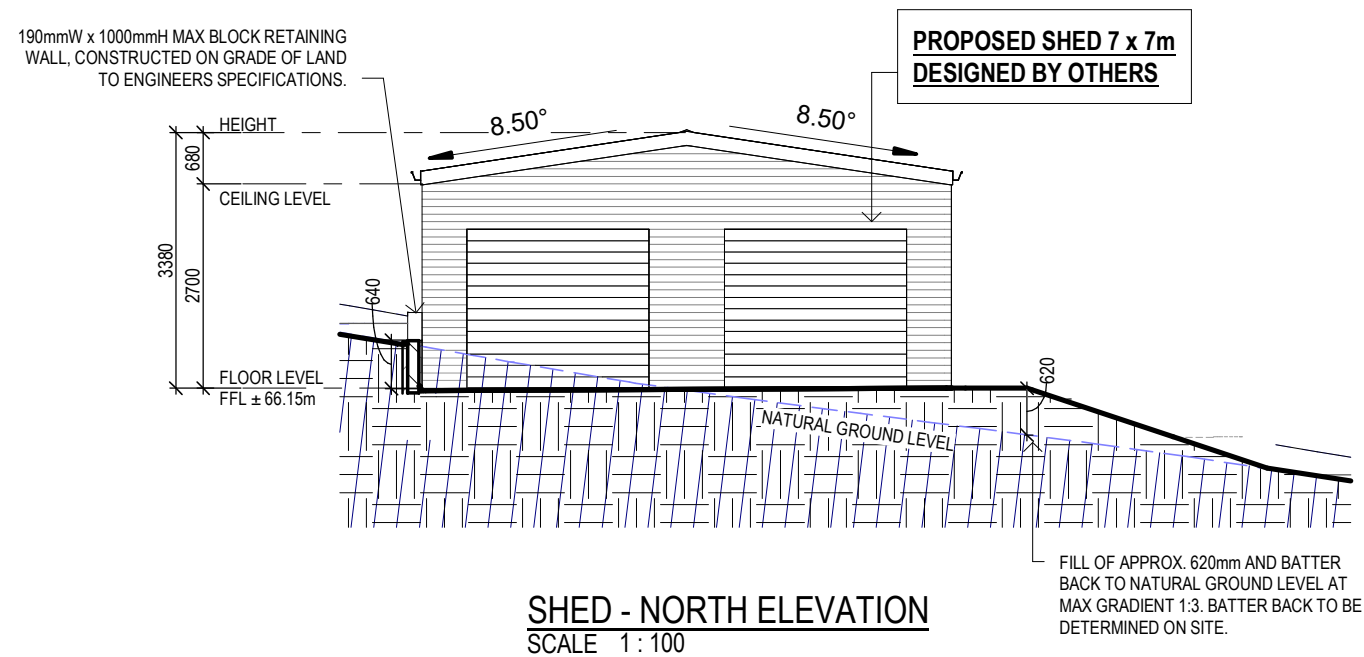 190mmW x 1000mmH MAX BLOCK RETAINING
WALL, CONSTRUCTED ON GRADE OF LAND
TO ENGINEERS SPECIFICATIONS.
PROPOSED SHED 7 x 7m
DESIGNED BY OTHERS
HEIGHT
8.50°
8.50°
680
CEILING LEVEL
3380
2700
640
FLOOR LEVEL
FFL ± 66.15m
620
NATURAL GROUND LEVEL
FILL OF APPROX. 620mm AND BATTER
BACK TO NATURAL GROUND LEVEL AT
MAX GRADIENT 1:3. BATTER BACK TO BE
DETERMINED ON SITE.
SHED - NORTH ELEVATION
SCALE 1 : 100